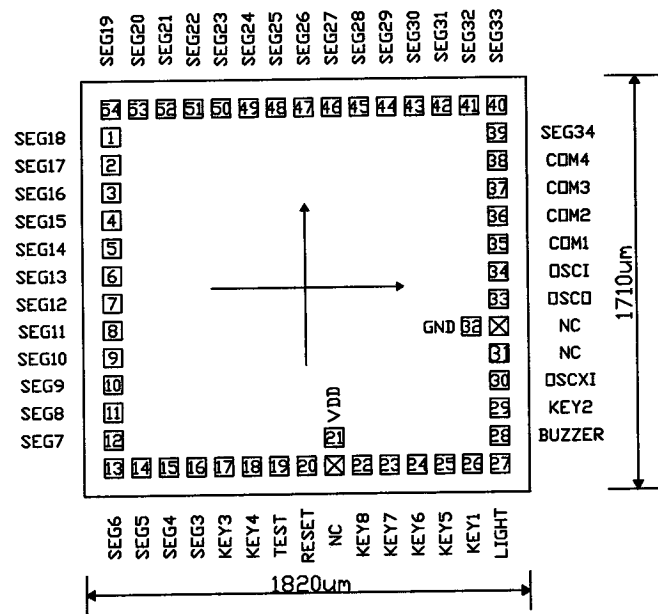 SEG19 SEG20 SEG21 SEG22 SEG23 SEG24 SEG25 SEG26 SEG27 SEG28 SEG29 SEG30 SEG31 SEG32 SEG33
54 53 52 51 50 49 48 47 46 45 44 43 42 41 40
SEG18 1 39 SEG34
SEG17 2 38 COM4
SEG16 3 37 COM3
SEG15 4 36 COM2
SEG14 5 35 COM1
SEG13 6 34 OSCI
SEG12 7 33 OSCO
SEG11 8 GND 32 NC
SEG10 9 31 NC
SEG9 10 30 OSCXI
SEG8 11 VDD 29 KEY2
SEG7 12 21 28 BUZZER
13 14 15 16 17 18 19 20 22 23 24 25 26 27
SEG6 SEG5 SEG4 SEG3 KEY3 KEY4 TEST RESET NC KEY8 KEY7 KEY6 KEY5 KEY1 LIGHT
1710um
1820um